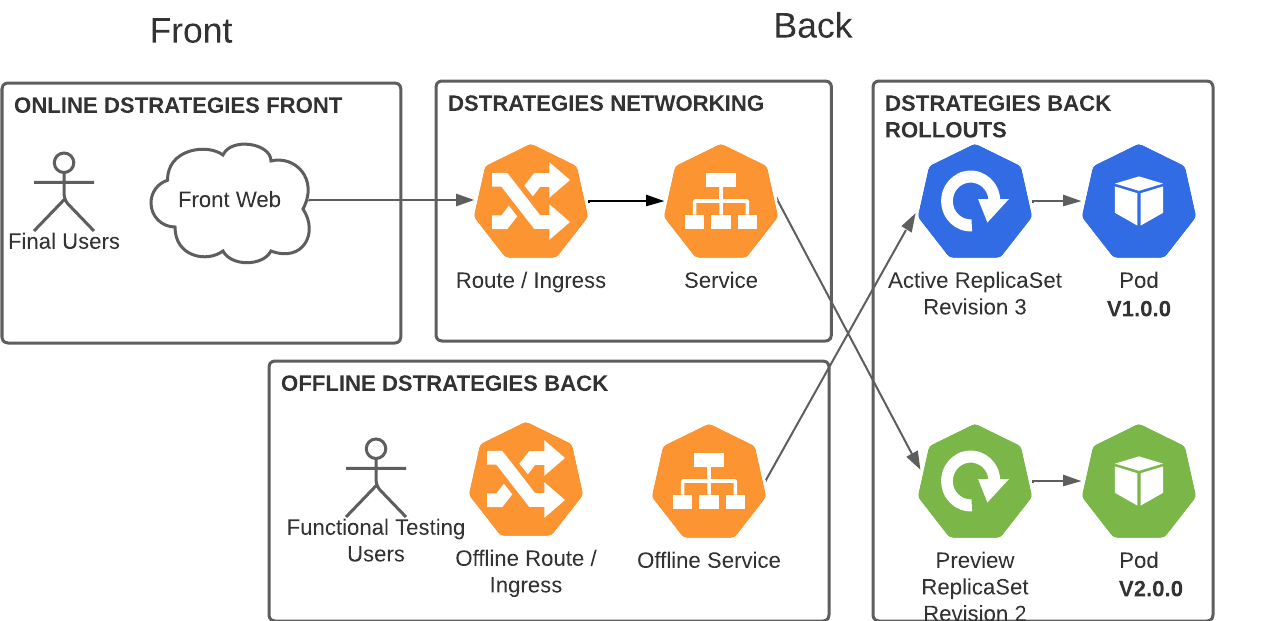 Front
Back
ONLINE DSTRATEGIES FRONT
Front Web
Final Users
DSTRATEGIES NETWORKING
Route / Ingress
Service
DSTRATEGIES BACK
ROLLOUTS
Active ReplicaSet
Revision 3
Pod
V1.0.0
OFFLINE DSTRATEGIES BACK
Functional Testing
Users
Offline Route /
Ingress
Offline Service
Preview
ReplicaSet
Revision 2
Pod
V2.0.0